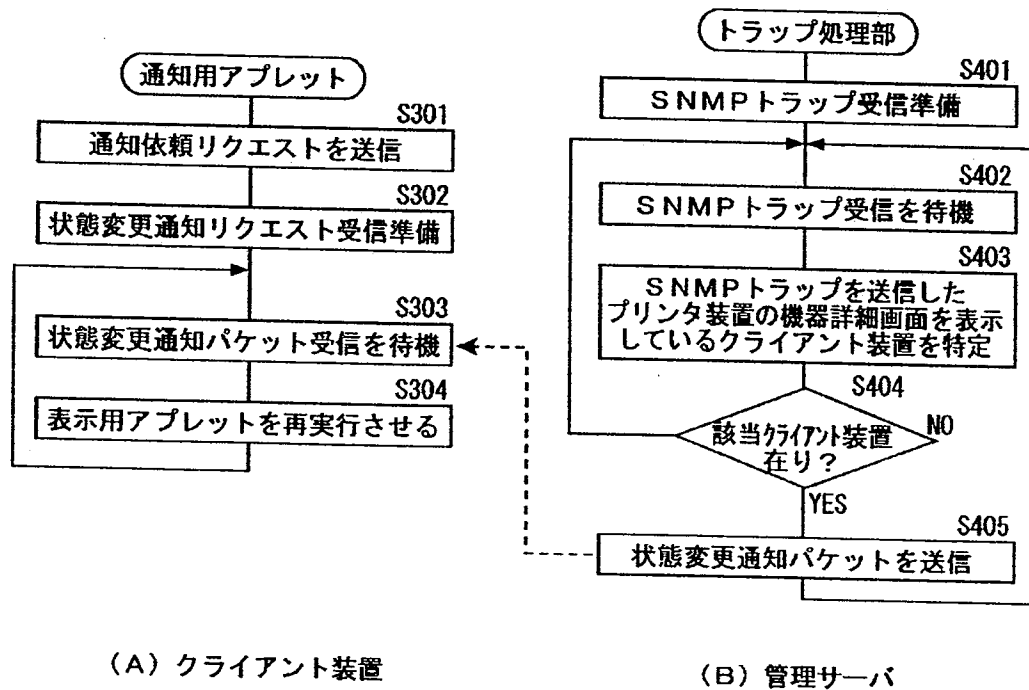 通知用アプレット
S301
通知依頼リクエストを送信
S302
状態変更通知リクエスト受信準備
S303
状態変更通知パケット受信を待機
S304
表示用アプレットを再実行させる
(A) クライアント装置
トラップ処理部
S401
SNMPトラップ受信準備
S402
SNMPトラップ受信を待機
S403
SNMPトラップを送信した
プリンタ装置の機器詳細画面を表示
しているクライアント装置を特定
S404
該当クライアント装置
在り?
NO
YES
S405
状態変更通知パケットを送信
(B) 管理サーバ